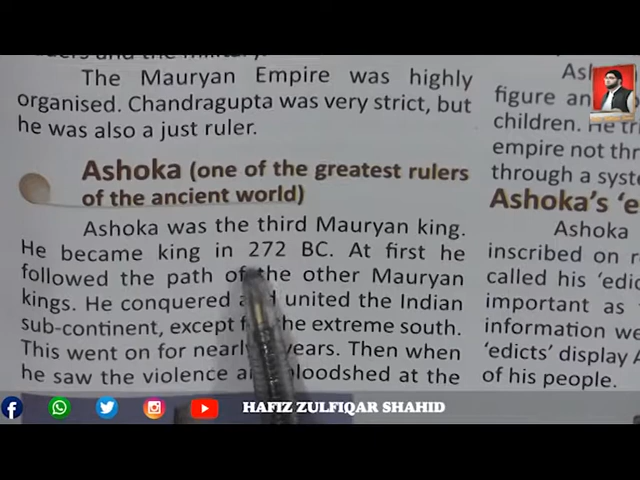 The Mauryan Empire was highly
organised. Chandragupta was very strict, but
he was also a just ruler.
Ashoka (one of the greatest rulers
of the ancient world)
Ashoka was the third Mauryan king.
He became king in 272 BC. At first he
followed the path of the other Mauryan
kings. He conquered and united the Indian
sub-continent, except the extreme south.
This went on for nearly years. Then when
he saw the violence bloodshed at the
figure an
children. He
empire not
through a
Ashoka's
Ashoka
inscribed on
called his
important as
information
'edicts' display
of his people.
HAFIZ ZULFIQAR SHAHID